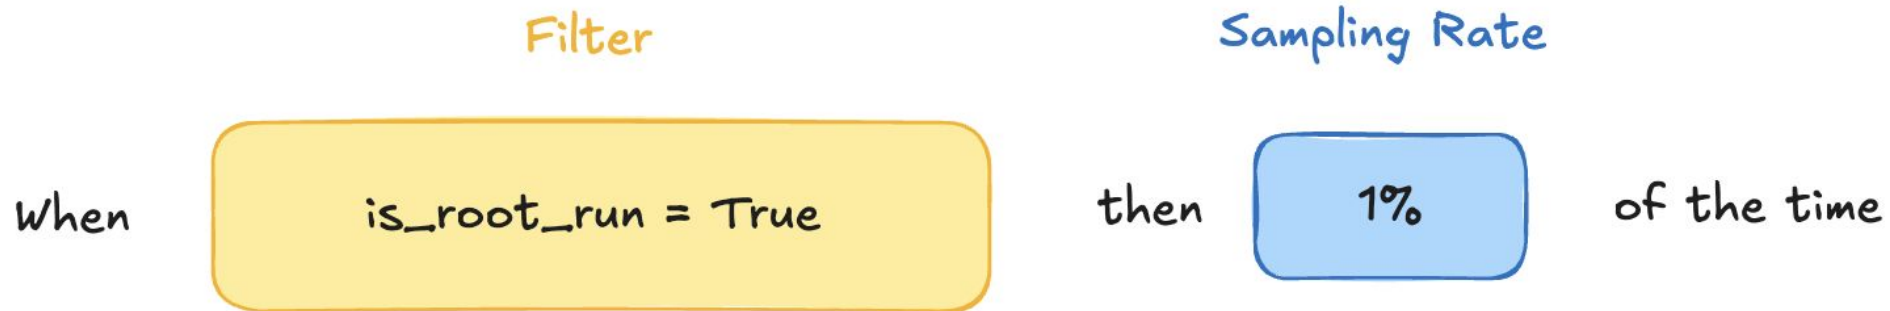 Filter
Sampling Rate
When
is_root_run = True
then
1%
of the time